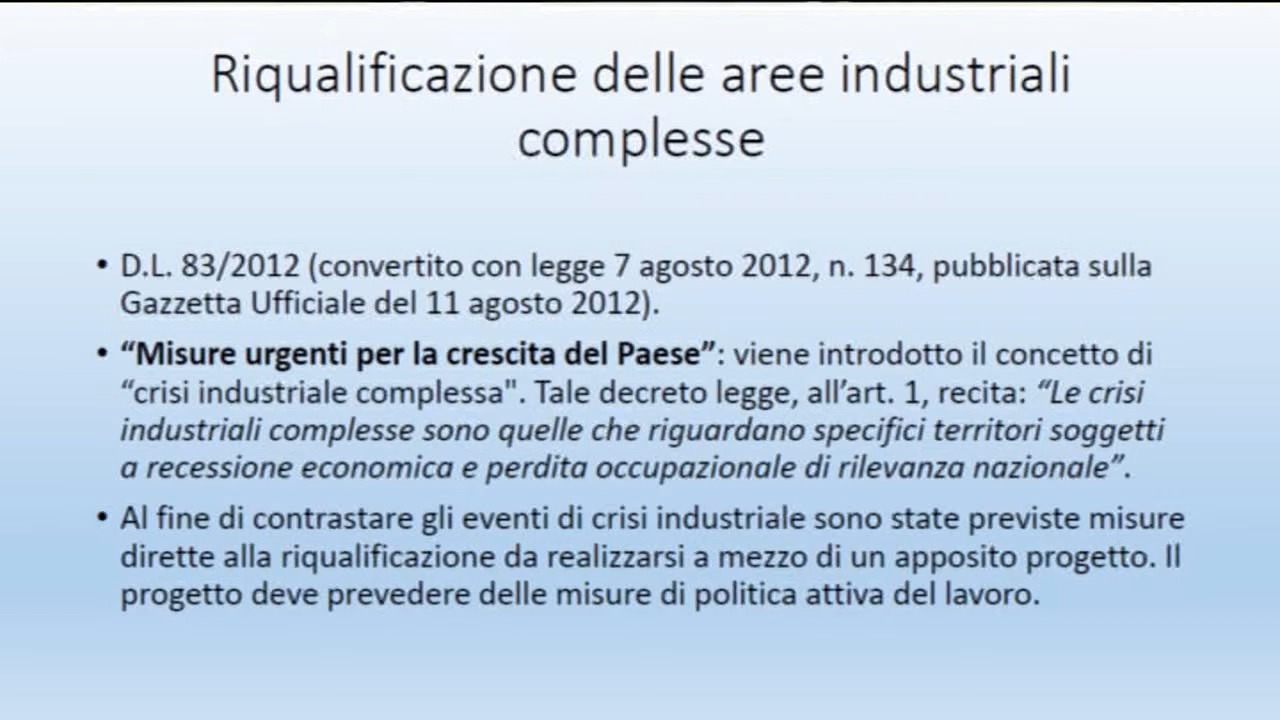 Riqualificazione delle aree industriali
complesse
• D.L. 83/2012 (convertito con legge 7 agosto 2012, n. 134, pubblicata sulla
Gazzetta Ufficiale del 11 agosto 2012).
• “Misure urgenti per la crescita del Paese”: viene introdotto il concetto di
“crisi industriale complessa". Tale decreto legge, all’art. 1, recita: “Le crisi
industriali complesse sono quelle che riguardano specifici territori soggetti
a recessione economica e perdita occupazionale di rilevanza nazionale”.
• Al fine di contrastare gli eventi di crisi industriale sono state previste misure
dirette alla riqualificazione da realizzarsi a mezzo di un apposito progetto. Il
progetto deve prevedere delle misure di politica attiva del lavoro.